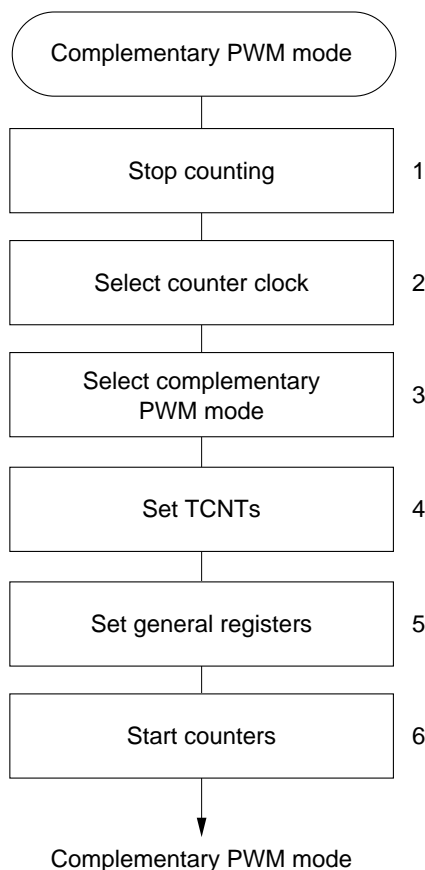 Complementary PWM mode
Stop counting
1
Select counter clock
2
Select complementary
PWM mode
3
Set TCNTs
4
Set general registers
5
Start counters
6
Complementary PWM mode